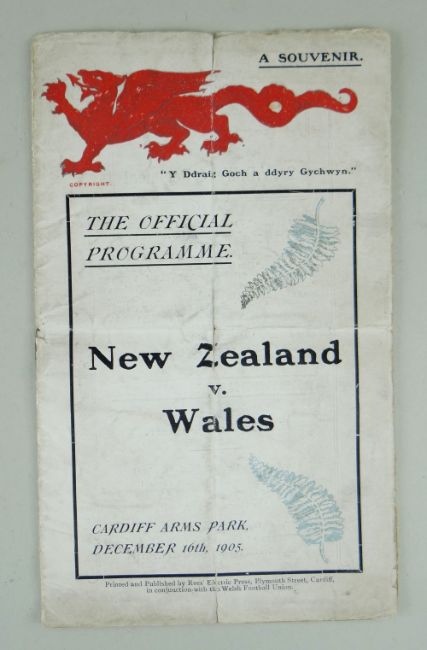 A SOUVENIR.
COPYRIGHT.
"Y Ddraig Goch a ddyry Gychwyn."
THE OFFICIAL
PROGRAMME.
New Zealand
v.
Wales
CARDIFF ARMS PARK,
DECEMBER 16th, 1905.
Printed and Published by Rees' Electric Press, Plymouth Street, Cardiff,
in conjunction with the Welsh Football Union.